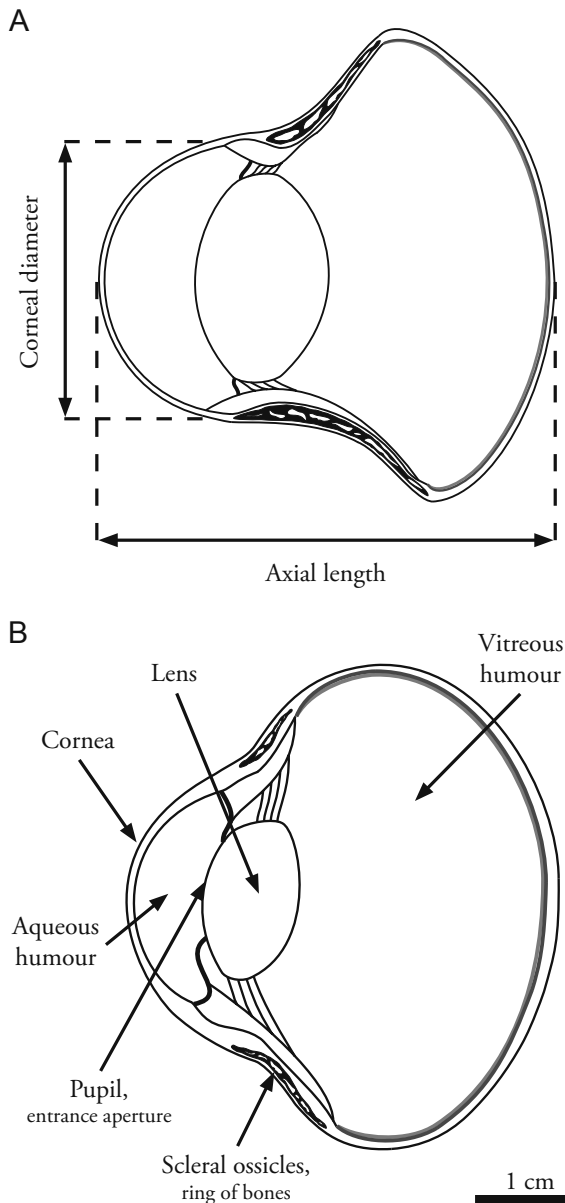 A
Corneal diameter
Axial length
B
Lens
Vitreous
humour
Cornea
Aqueous
humour
Pupil,
entrance aperture
Scleral ossicles,
ring of bones
1 cm